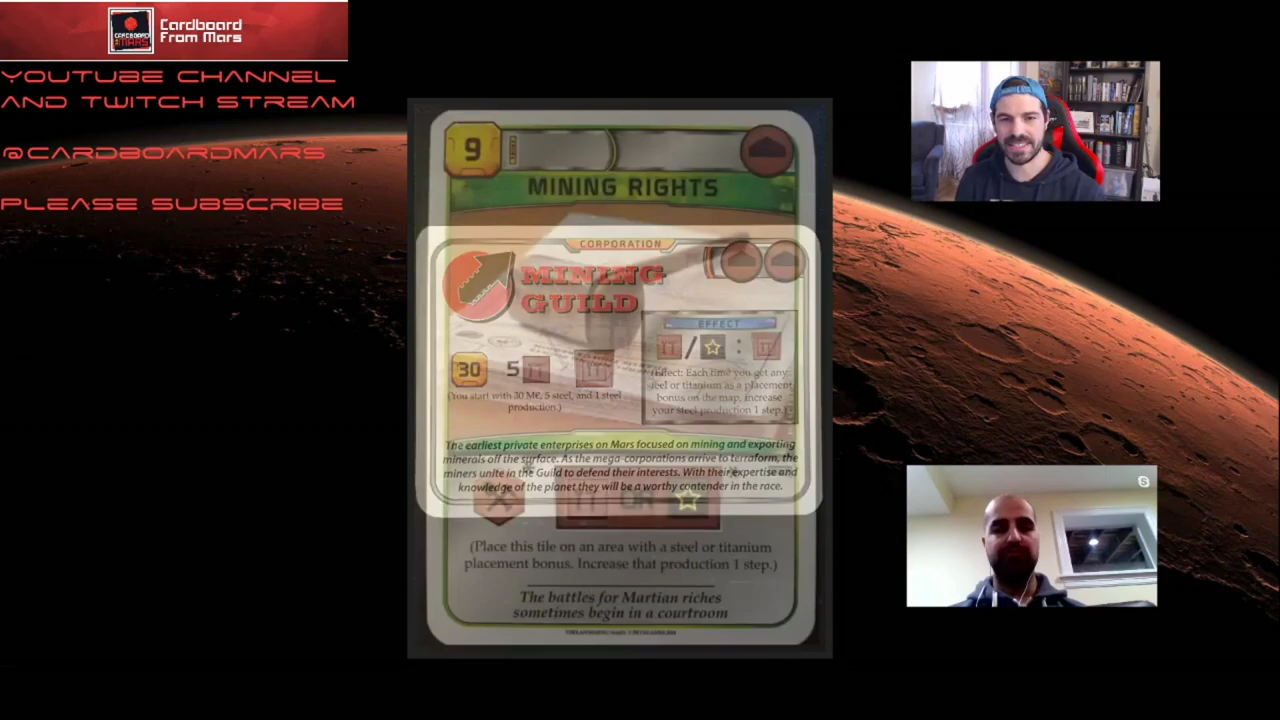 Cardboard
From Mars
CARDBOARD
MARS
YOUTUBE CHANNEL
AND TWITCH STREAM
@CARDBOARDMARS
PLEASE SUBSCRIBE
9
MINING RIGHTS
CORPORATION
MINING
GUILD
EFFECT
/ :
30 5
(You start with 30 M€, 5 steel, and 1 steel
production.)
(Effect: Each time you get any
steel or titanium as a placement
bonus on the map, increase
your steel production 1 step.)
The earliest private enterprises on Mars focused on mining and exporting
minerals off the surface. As the mega-corporations arrive to terraform, the
miners unite in the Guild to defend their interests. With their expertise and
knowledge of the planet they will be a worthy contender in the race.
OR
(Place this tile on an area with a steel or titanium
placement bonus. Increase that production 1 step.)
The battles for Martian riches
sometimes begin in a courtroom
S